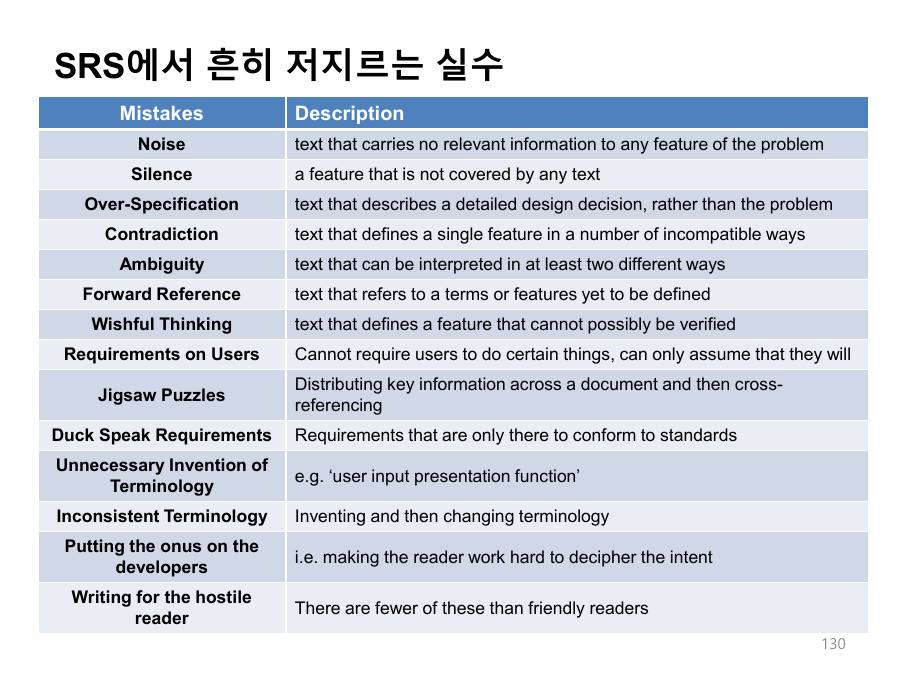 SRS에서 흔히 저지르는 실수
Mistakes Description
Noise text that carries no relevant information to any feature of the problem
Silence a feature that is not covered by any text
Over-Specification text that describes a detailed design decision, rather than the problem
Contradiction text that defines a single feature in a number of incompatible ways
Ambiguity text that can be interpreted in at least two different ways
Forward Reference text that refers to a terms or features yet to be defined
Wishful Thinking text that defines a feature that cannot possibly be verified
Requirements on Users Cannot require users to do certain things, can only assume that they will
Jigsaw Puzzles
Distributing key information across a document and then cross-
referencing
Duck Speak Requirements Requirements that are only there to conform to standards
Unnecessary Invention of
Terminology
e.g. ‘user input presentation function’
Inconsistent Terminology Inventing and then changing terminology
Putting the onus on the
developers
i.e. making the reader work hard to decipher the intent
Writing for the hostile
reader
There are fewer of these than friendly readers
130